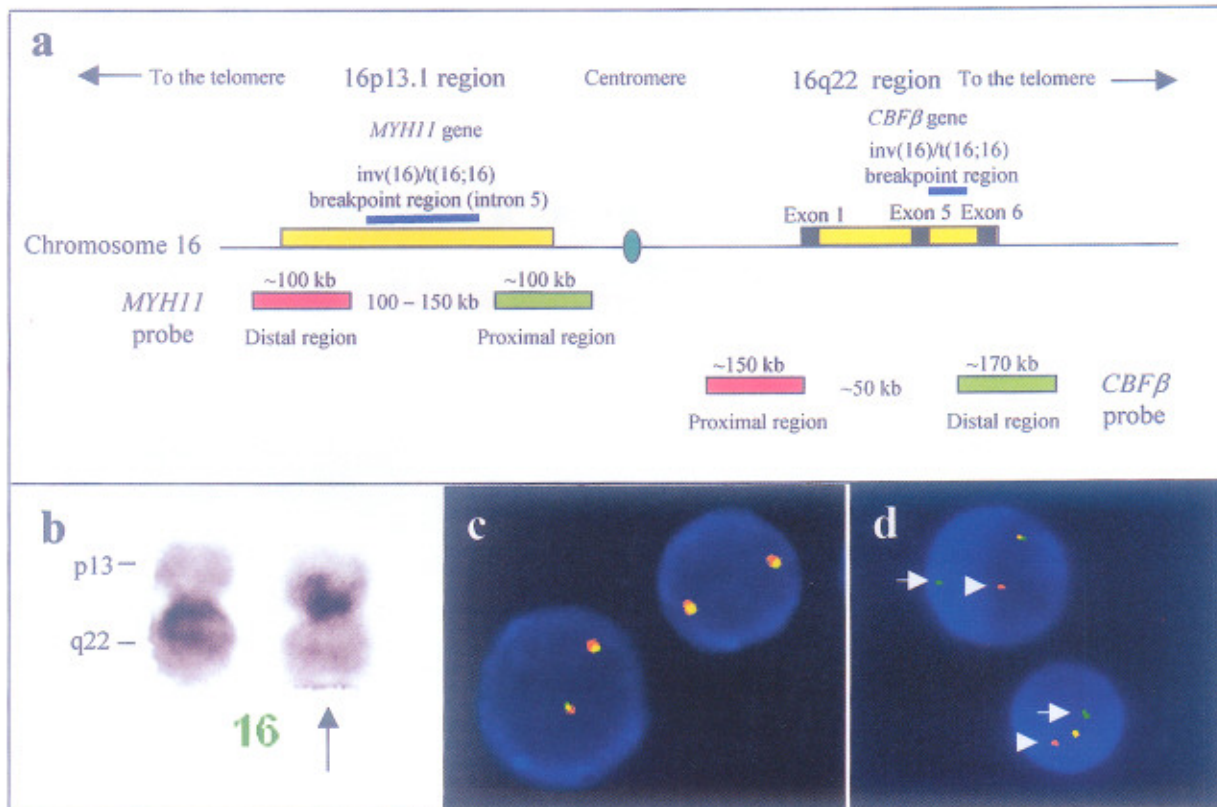 a
To the telomere 16p13.1 region Centromere 16q22 region To the telomere
MYH11 gene CBFβ gene
inv(16)/t(16;16) inv(16)/t(16;16)
breakpoint region (intron 5) breakpoint region
Exon 1 Exon 5 Exon 6
Chromosome 16
MYH11 probe
~100 kb 100 – 150 kb ~100 kb
Distal region Proximal region
~150 kb ~50 kb ~170 kb
CBFβ probe
Proximal region Distal region
b
p13
q22
16
c
d